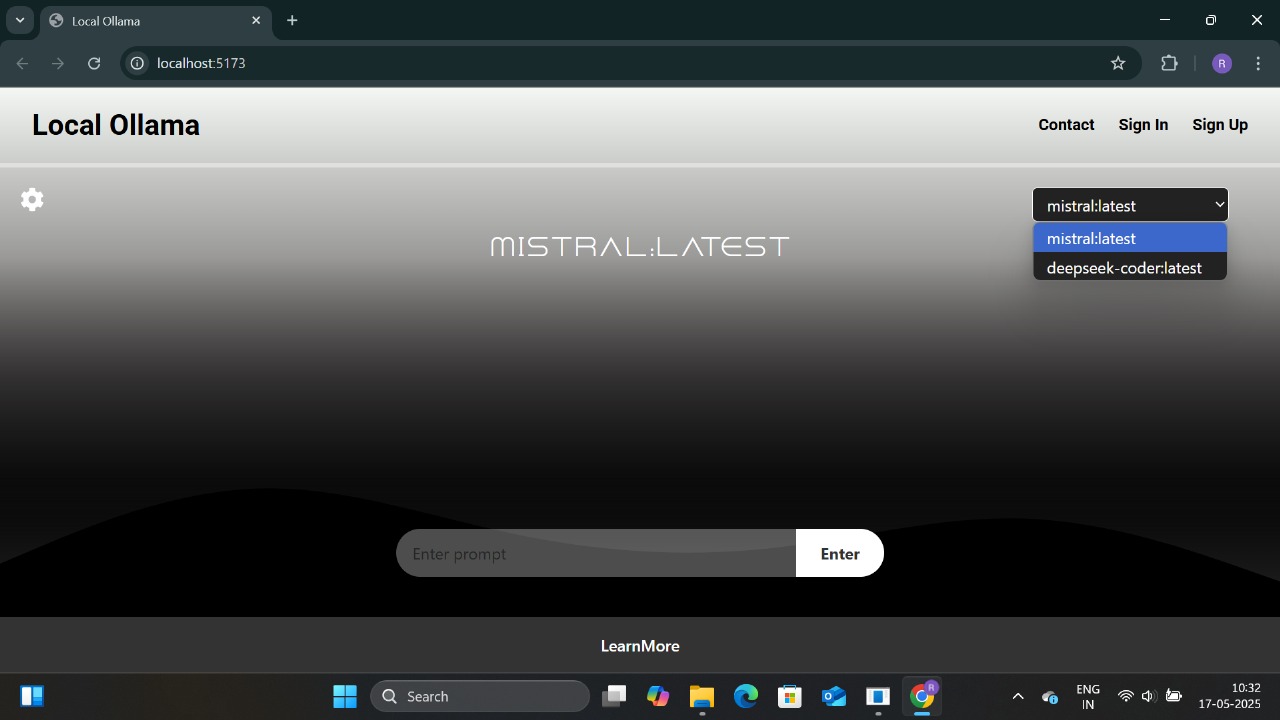 Local Ollama
localhost:5173
R
Local Ollama
Contact Sign In Sign Up
mistral:latest
MISTRAL:LATEST
mistral:latest
deepseek-coder:latest
Enter prompt Enter
LearnMore
Search
R
ENG
IN
10:32
17-05-2025